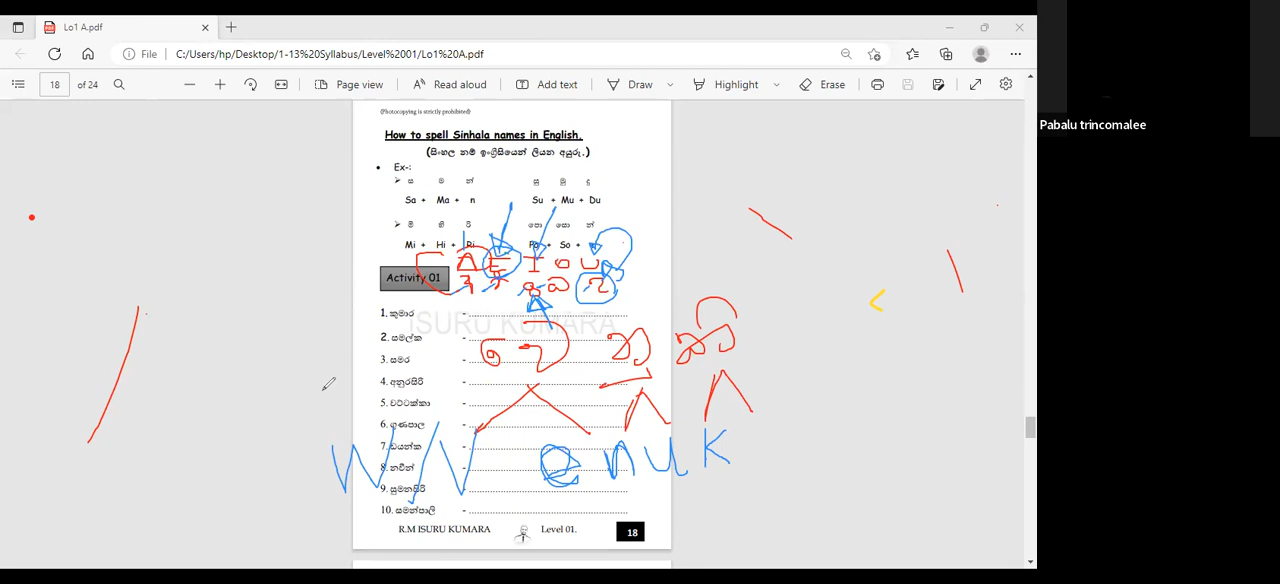 Lo1 A.pdf
File C:/Users/hp/Desktop/1-13%20Syllabus/Level%2001/Lo1%20A.pdf
18 of 24 Page view Read aloud Add text Draw Highlight Erase
(Photocopying is strictly prohibited)
How to spell Sinhala names in English.
(සිංහල නම් ඉංග්‍රීසියෙන් ලියන අයුරු.)
Ex-:
ස ම න් සු මු දු
Sa + Ma + n Su + Mu + Du
මි හි රි පො සො න්
Mi + Hi + Ri Po + So +
A E I O U
Activity 01
1. කුමාර -
ISURU KUMARA
2. සමල්ක -
3. සමර -
4. අනුරසිරි -
5. වට්ටක්කා -
6. ගුණපාල -
7. ඩයන්ක -
8. නවීන් -
9. සුමනසිරි -
10. සමන්පාලි -
W/V e n u K
R.M ISURU KUMARA Level 01. 18
Pabalu trincomalee